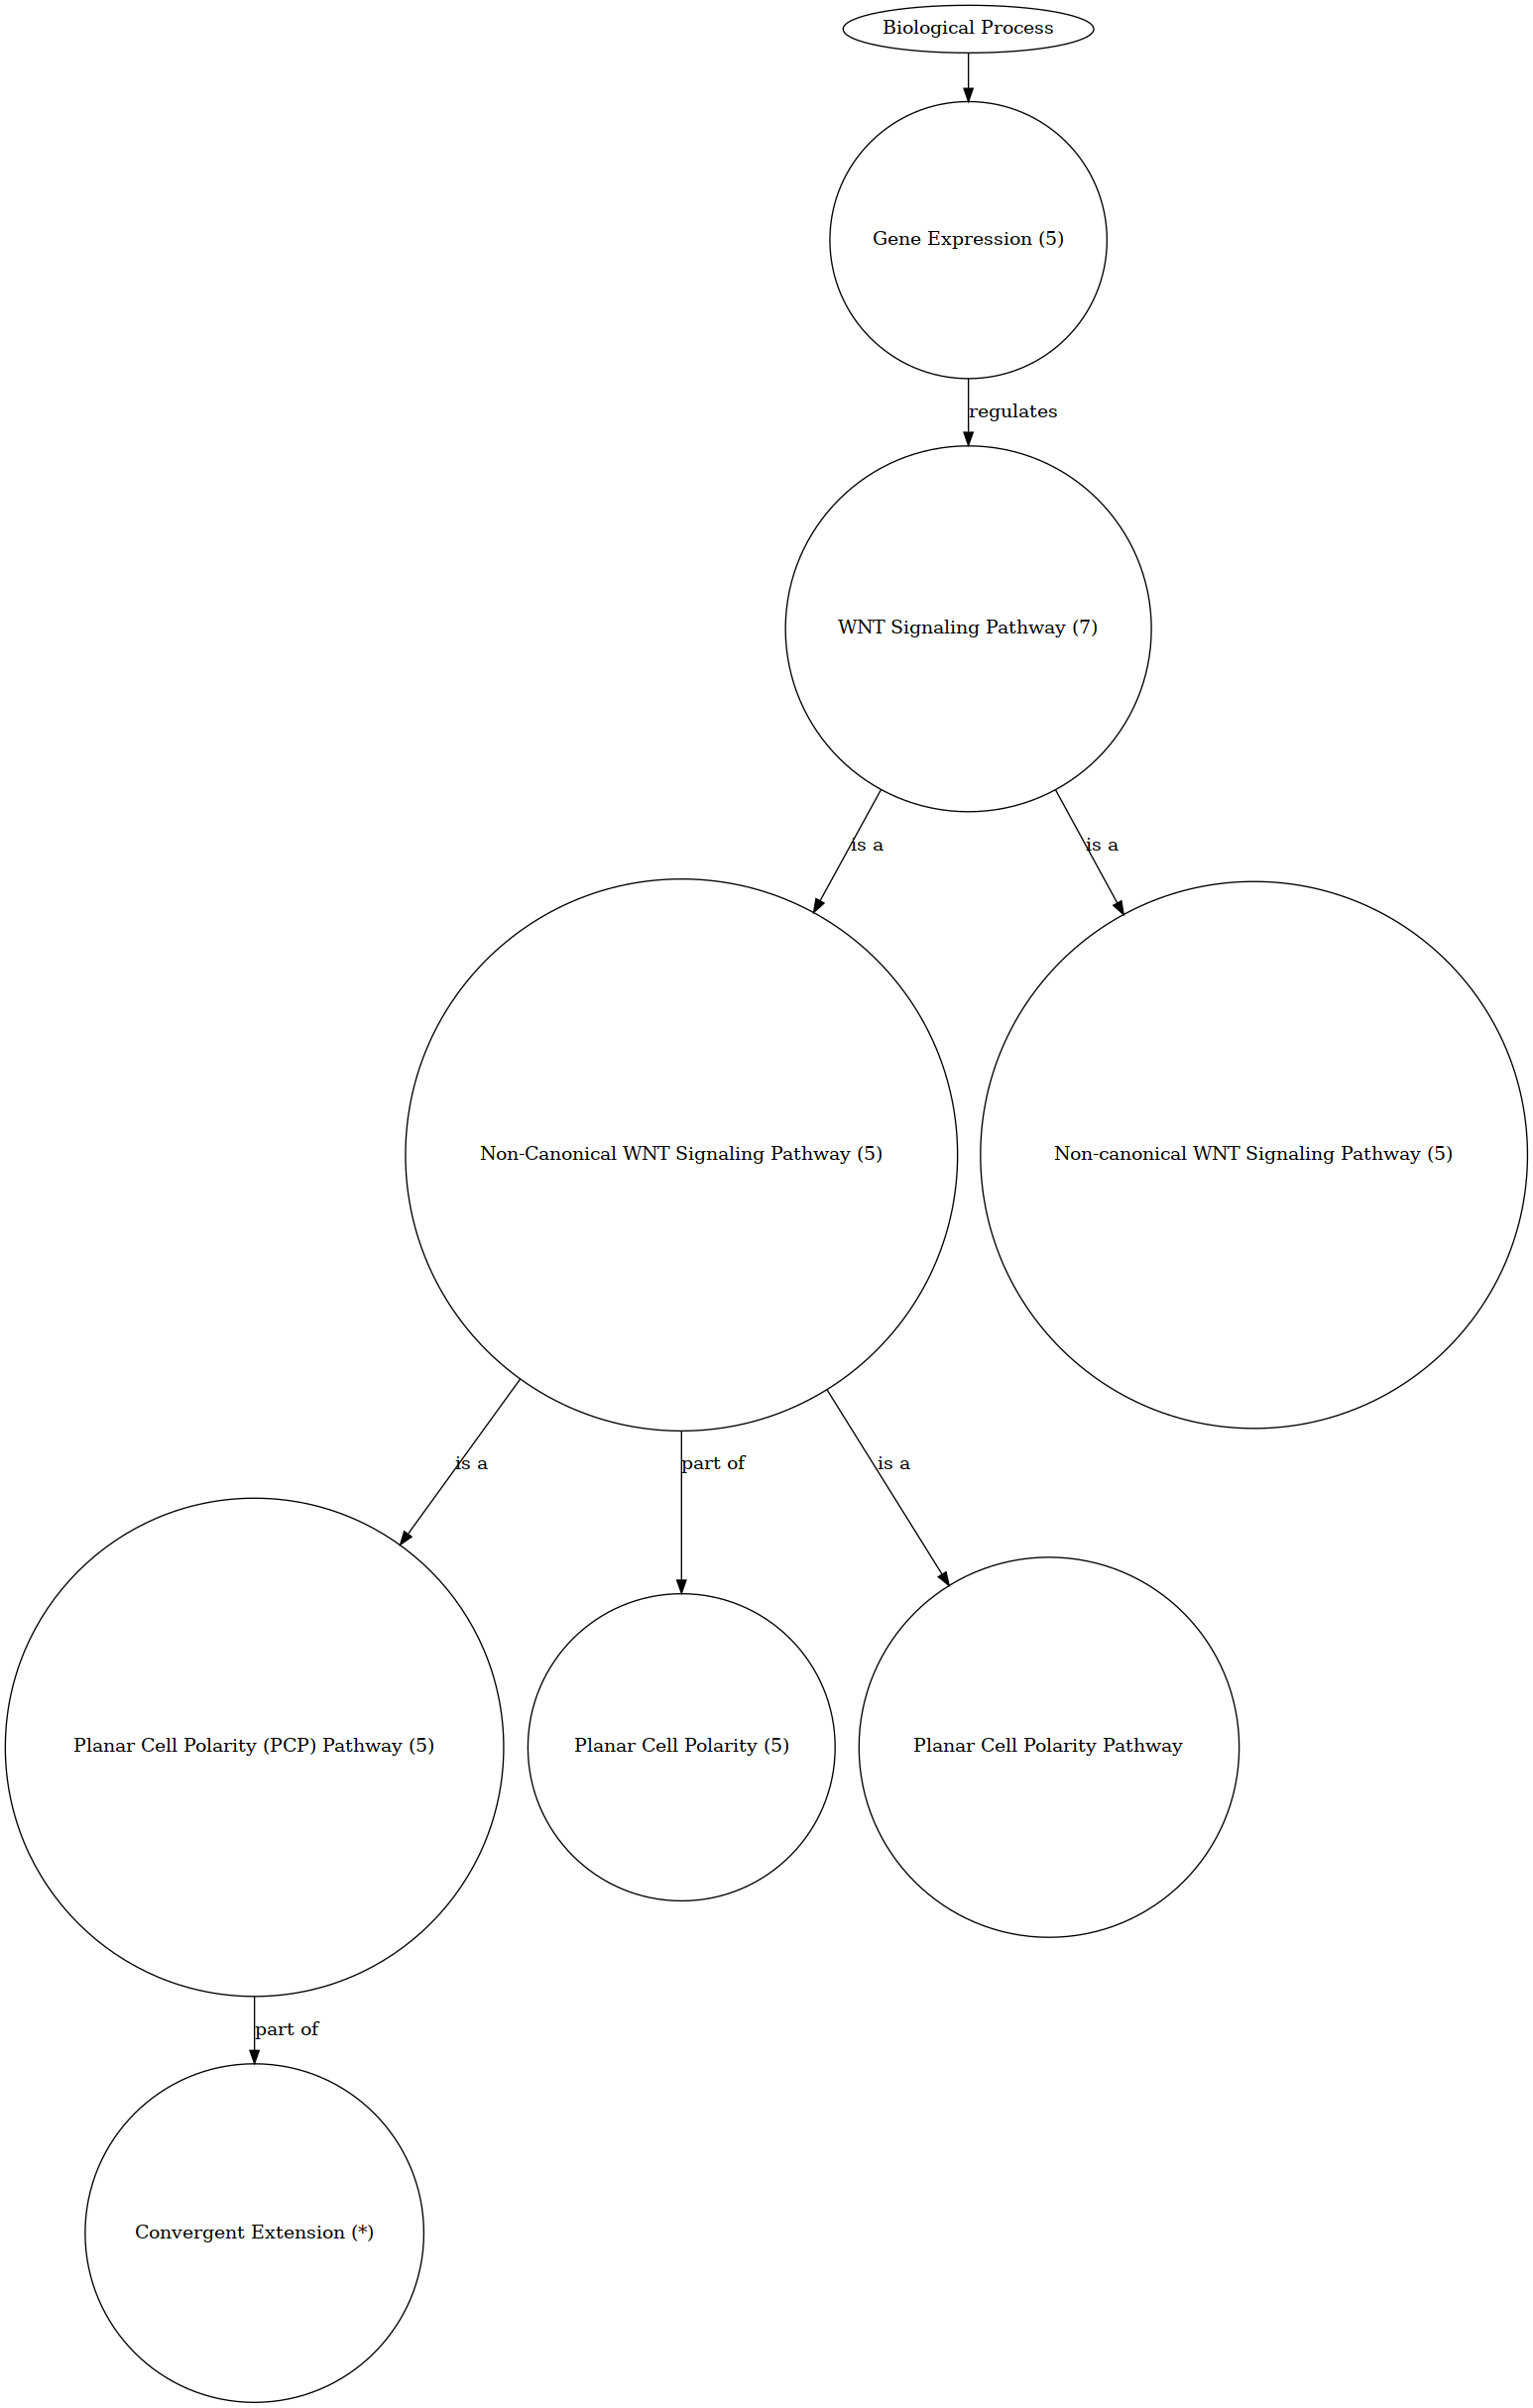 Biological Process
Gene Expression (5)
regulates
WNT Signaling Pathway (7)
is a
is a
Non-Canonical WNT Signaling Pathway (5)
Non-canonical WNT Signaling Pathway (5)
is a
part of
is a
Planar Cell Polarity (PCP) Pathway (5)
Planar Cell Polarity (5)
Planar Cell Polarity Pathway
part of
Convergent Extension (*)